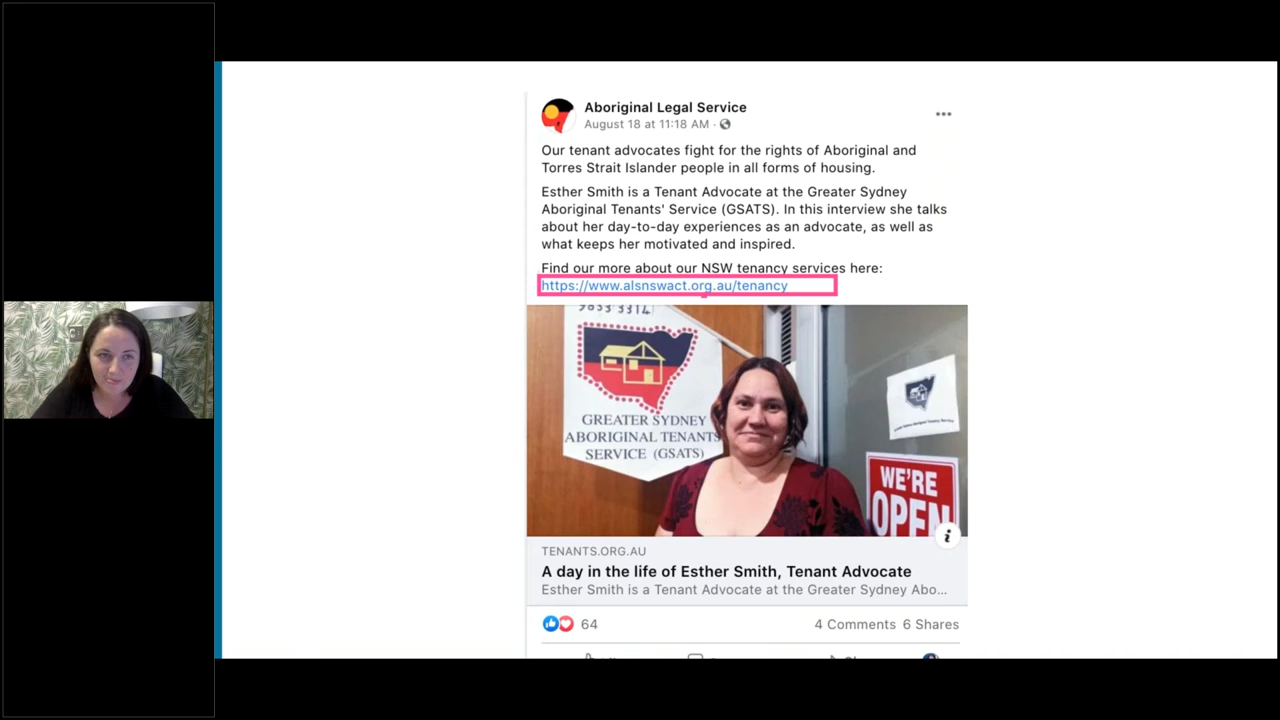 Aboriginal Legal Service
August 18 at 11:18 AM ·
Our tenant advocates fight for the rights of Aboriginal and
Torres Strait Islander people in all forms of housing.
Esther Smith is a Tenant Advocate at the Greater Sydney
Aboriginal Tenants' Service (GSATS). In this interview she talks
about her day-to-day experiences as an advocate, as well as
what keeps her motivated and inspired.
Find our more about our NSW tenancy services here:
https://www.alsnswact.org.au/tenancy
GREATER SYDNEY
ABORIGINAL TENANTS
SERVICE (GSATS)
WE'RE
OPEN
TENANTS.ORG.AU
A day in the life of Esther Smith, Tenant Advocate
Esther Smith is a Tenant Advocate at the Greater Sydney Abo...
64
4 Comments 6 Shares